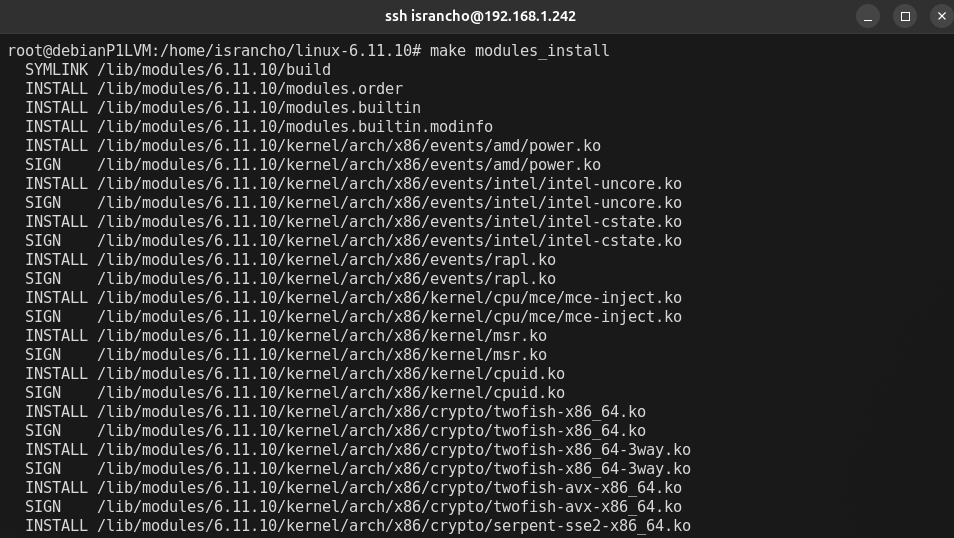 ssh israncho@192.168.1.242
root@debianP1LVM:/home/israncho/linux-6.11.10# make modules_install
  SYMLINK /lib/modules/6.11.10/build
  INSTALL /lib/modules/6.11.10/modules.order
  INSTALL /lib/modules/6.11.10/modules.builtin
  INSTALL /lib/modules/6.11.10/modules.builtin.modinfo
  INSTALL /lib/modules/6.11.10/kernel/arch/x86/events/amd/power.ko
  SIGN    /lib/modules/6.11.10/kernel/arch/x86/events/amd/power.ko
  INSTALL /lib/modules/6.11.10/kernel/arch/x86/events/intel/intel-uncore.ko
  SIGN    /lib/modules/6.11.10/kernel/arch/x86/events/intel/intel-uncore.ko
  INSTALL /lib/modules/6.11.10/kernel/arch/x86/events/intel/intel-cstate.ko
  SIGN    /lib/modules/6.11.10/kernel/arch/x86/events/intel/intel-cstate.ko
  INSTALL /lib/modules/6.11.10/kernel/arch/x86/events/rapl.ko
  SIGN    /lib/modules/6.11.10/kernel/arch/x86/events/rapl.ko
  INSTALL /lib/modules/6.11.10/kernel/arch/x86/kernel/cpu/mce/mce-inject.ko
  SIGN    /lib/modules/6.11.10/kernel/arch/x86/kernel/cpu/mce/mce-inject.ko
  INSTALL /lib/modules/6.11.10/kernel/arch/x86/kernel/msr.ko
  SIGN    /lib/modules/6.11.10/kernel/arch/x86/kernel/msr.ko
  INSTALL /lib/modules/6.11.10/kernel/arch/x86/kernel/cpuid.ko
  SIGN    /lib/modules/6.11.10/kernel/arch/x86/kernel/cpuid.ko
  INSTALL /lib/modules/6.11.10/kernel/arch/x86/crypto/twofish-x86_64.ko
  SIGN    /lib/modules/6.11.10/kernel/arch/x86/crypto/twofish-x86_64.ko
  INSTALL /lib/modules/6.11.10/kernel/arch/x86/crypto/twofish-x86_64-3way.ko
  SIGN    /lib/modules/6.11.10/kernel/arch/x86/crypto/twofish-x86_64-3way.ko
  INSTALL /lib/modules/6.11.10/kernel/arch/x86/crypto/twofish-avx-x86_64.ko
  SIGN    /lib/modules/6.11.10/kernel/arch/x86/crypto/twofish-avx-x86_64.ko
  INSTALL /lib/modules/6.11.10/kernel/arch/x86/crypto/serpent-sse2-x86_64.ko